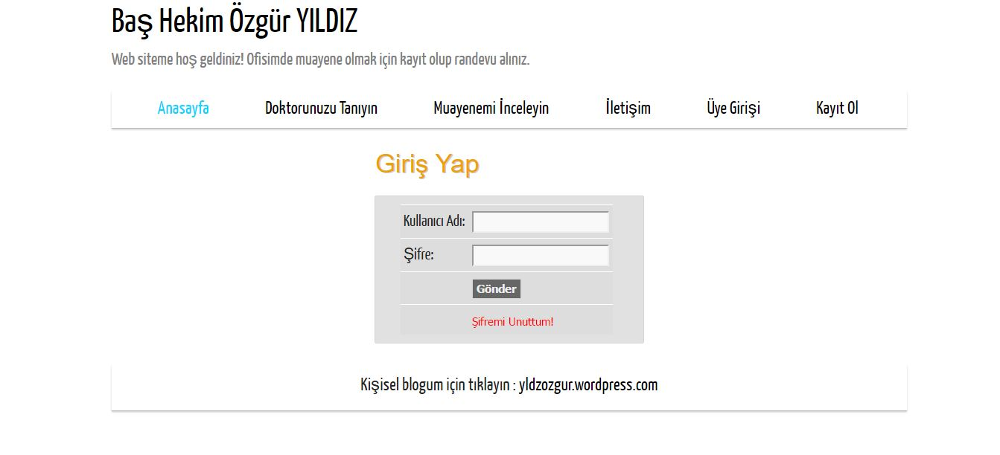 Baş Hekim Özgür YILDIZ
Web siteme hoş geldiniz! Ofisimde muayene olmak için kayıt olup randevu alınız.
Anasayfa Doktorunuzu Tanıyın Muayenemi İnceleyin İletişim Üye Girişi Kayıt Ol
Giriş Yap
Kullanıcı Adı:
Şifre:
Gönder
Şifremi Unuttum!
Kişisel blogum için tıklayın : yldzozgur.wordpress.com